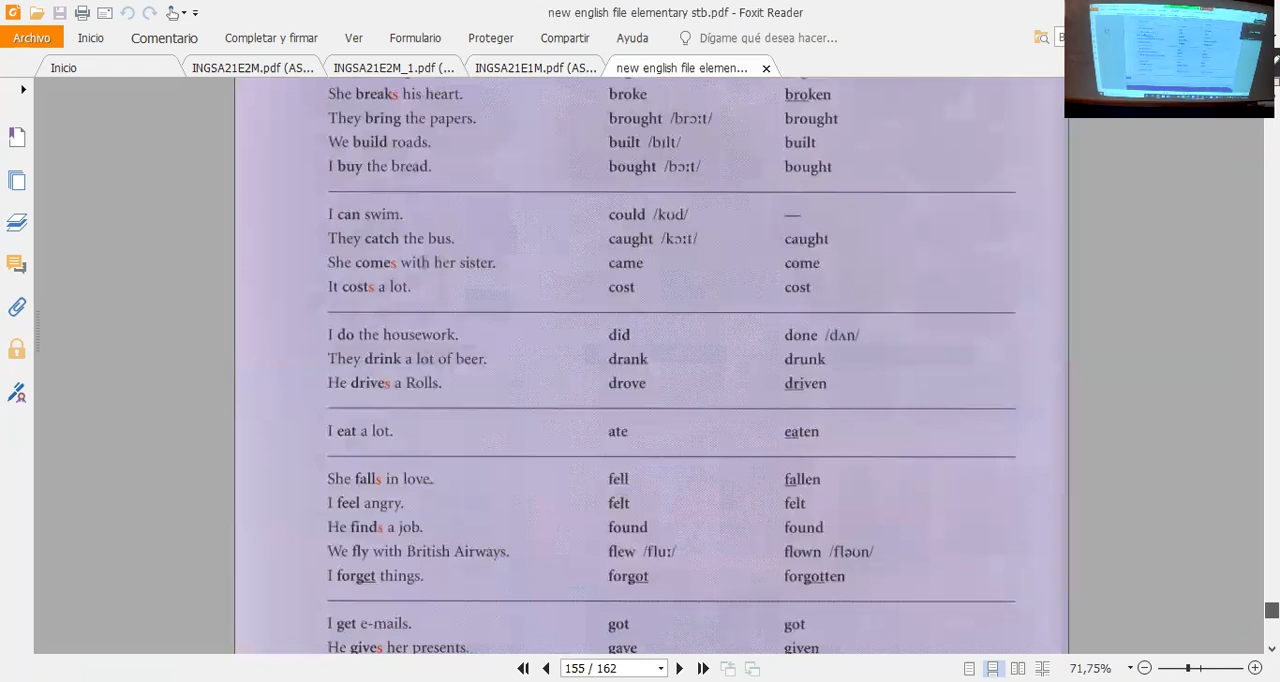 new english file elementary stb.pdf - Foxit Reader
Archivo Inicio Comentario Completar y firmar Ver Formulario Proteger Compartir Ayuda Dígame qué desea hacer...
Inicio INGSA21E2M.pdf (AS... INGSA21E2M_1.pdf (... INGSA21E1M.pdf (AS... new english file elemen...
She breaks his heart. broke broken
They bring the papers. brought /brɔːt/ brought
We build roads. built /bɪlt/ built
I buy the bread. bought /bɔːt/ bought
I can swim. could /kʊd/ —
They catch the bus. caught /kɔːt/ caught
She comes with her sister. came come
It costs a lot. cost cost
I do the housework. did done /dʌn/
They drink a lot of beer. drank drunk
He drives a Rolls. drove driven
I eat a lot. ate eaten
She falls in love. fell fallen
I feel angry. felt felt
He finds a job. found found
We fly with British Airways. flew /fluː/ flown /fləʊn/
I forget things. forgot forgotten
I get e-mails. got got
He gives her presents. gave given
155 / 162 71,75%